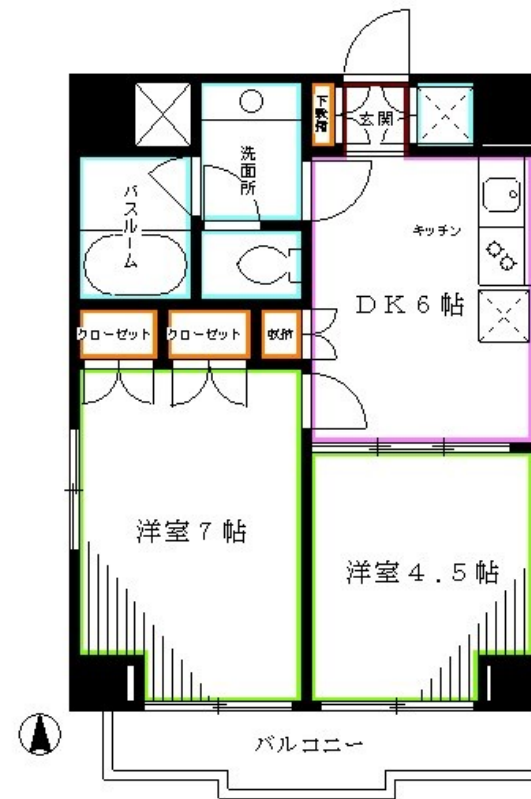 下駄箱
玄関
洗面所
バスルーム
キッチン
DK6帖
クローゼット
クローゼット
収納
洋室7帖
洋室4.5帖
バルコニー